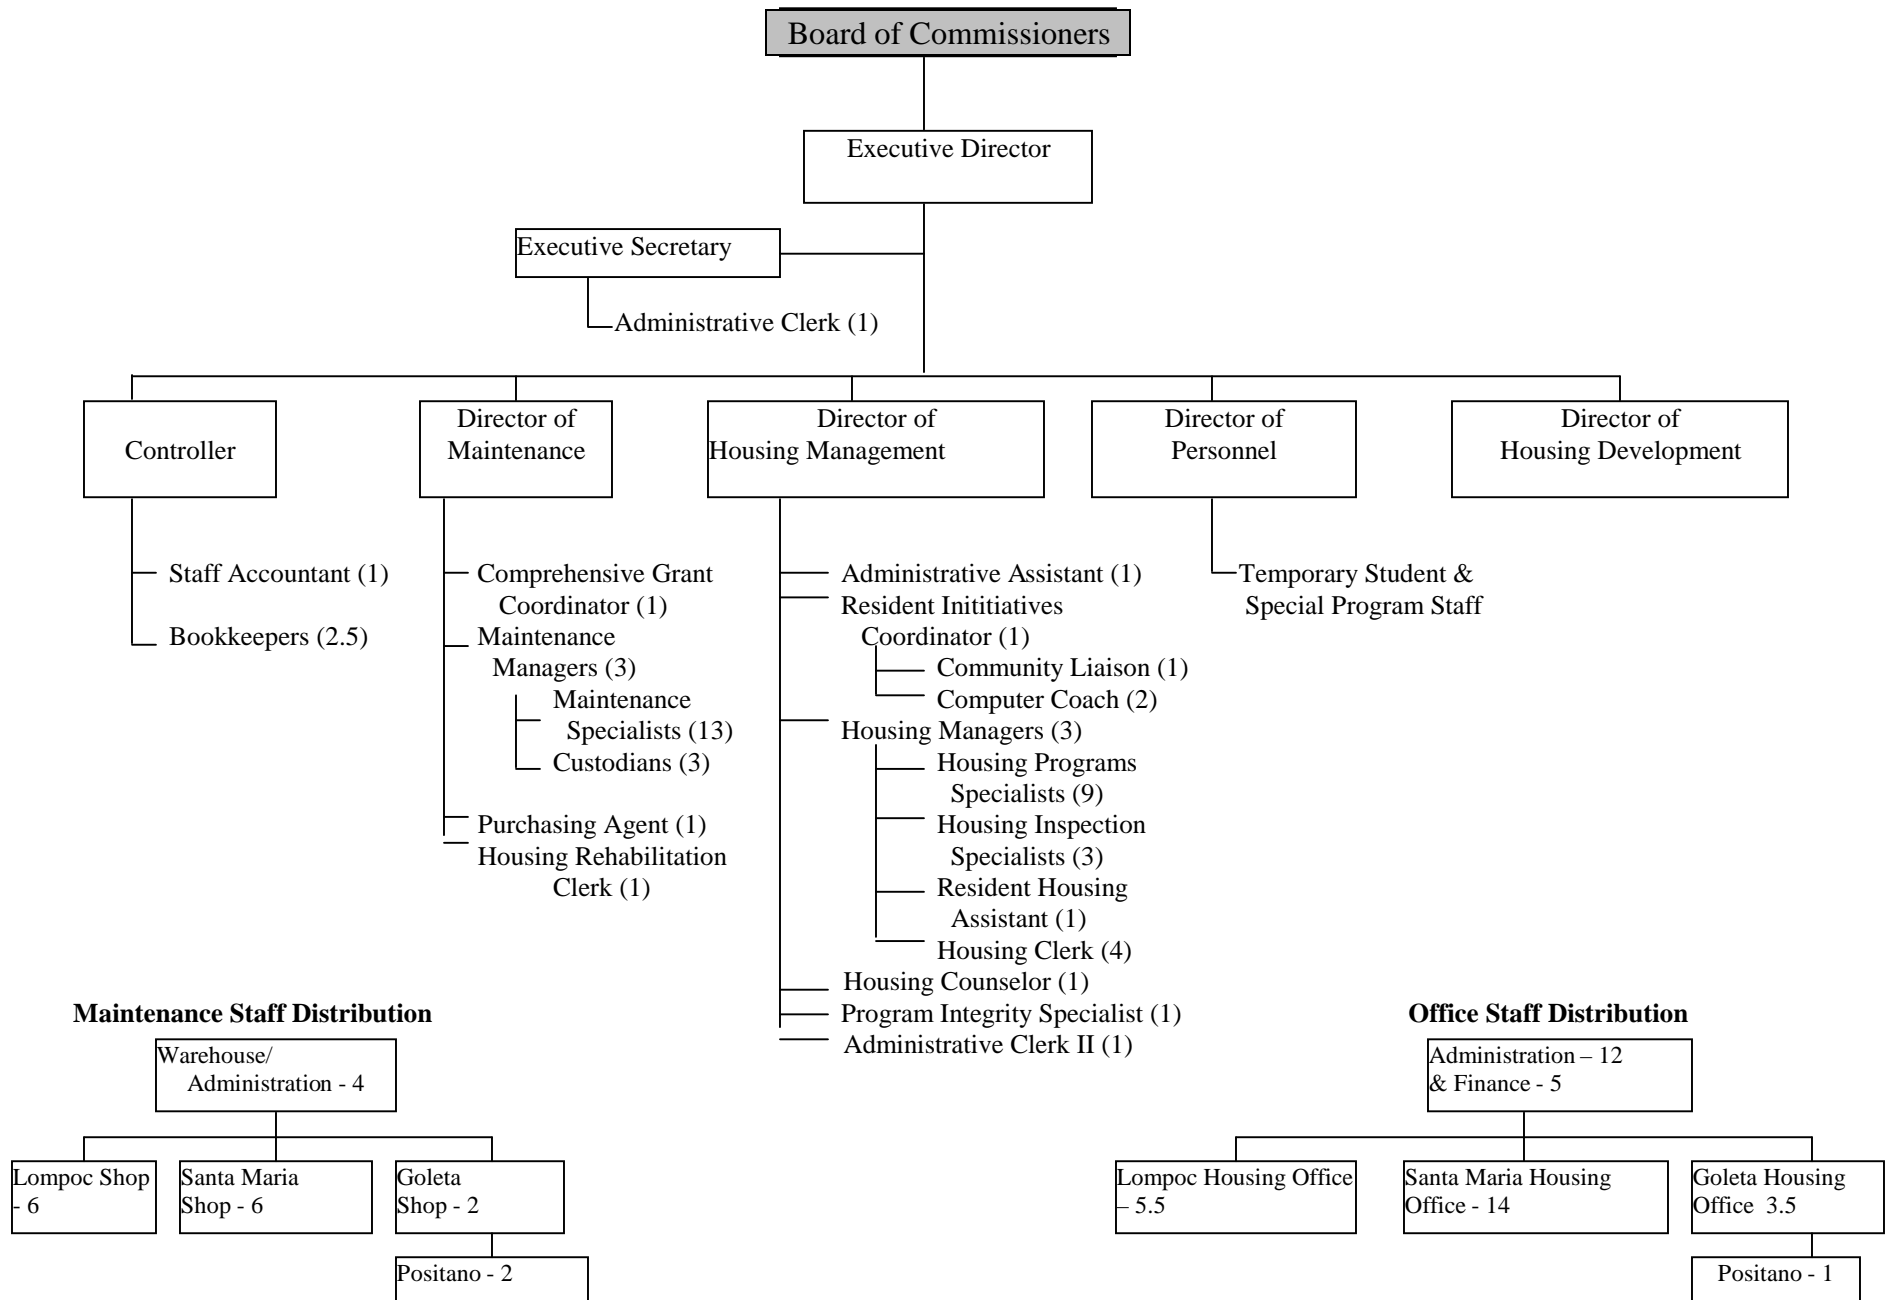 Board of Commissioners
Executive Director
Executive Secretary
Administrative Clerk (1)
Controller
Director of
Maintenance
Director of
Housing Management
Director of
Personnel
Director of
Housing Development
Staff Accountant (1)
Bookkeepers (2.5)
Comprehensive Grant
Coordinator (1)
Maintenance
Managers (3)
Maintenance
Specialists (13)
Custodians (3)
Purchasing Agent (1)
Housing Rehabilitation
Clerk (1)
Administrative Assistant (1)
Resident Inititiatives
Coordinator (1)
Community Liaison (1)
Computer Coach (2)
Housing Managers (3)
Housing Programs
Specialists (9)
Housing Inspection
Specialists (3)
Resident Housing
Assistant (1)
Housing Clerk (4)
Housing Counselor (1)
Program Integrity Specialist (1)
Administrative Clerk II (1)
Temporary Student &
Special Program Staff
Maintenance Staff Distribution
Warehouse/
Administration - 4
Lompoc Shop
- 6
Santa Maria
Shop - 6
Goleta
Shop - 2
Positano - 2
Office Staff Distribution
Administration – 12
& Finance - 5
Lompoc Housing Office
– 5.5
Santa Maria Housing
Office - 14
Goleta Housing
Office 3.5
Positano - 1